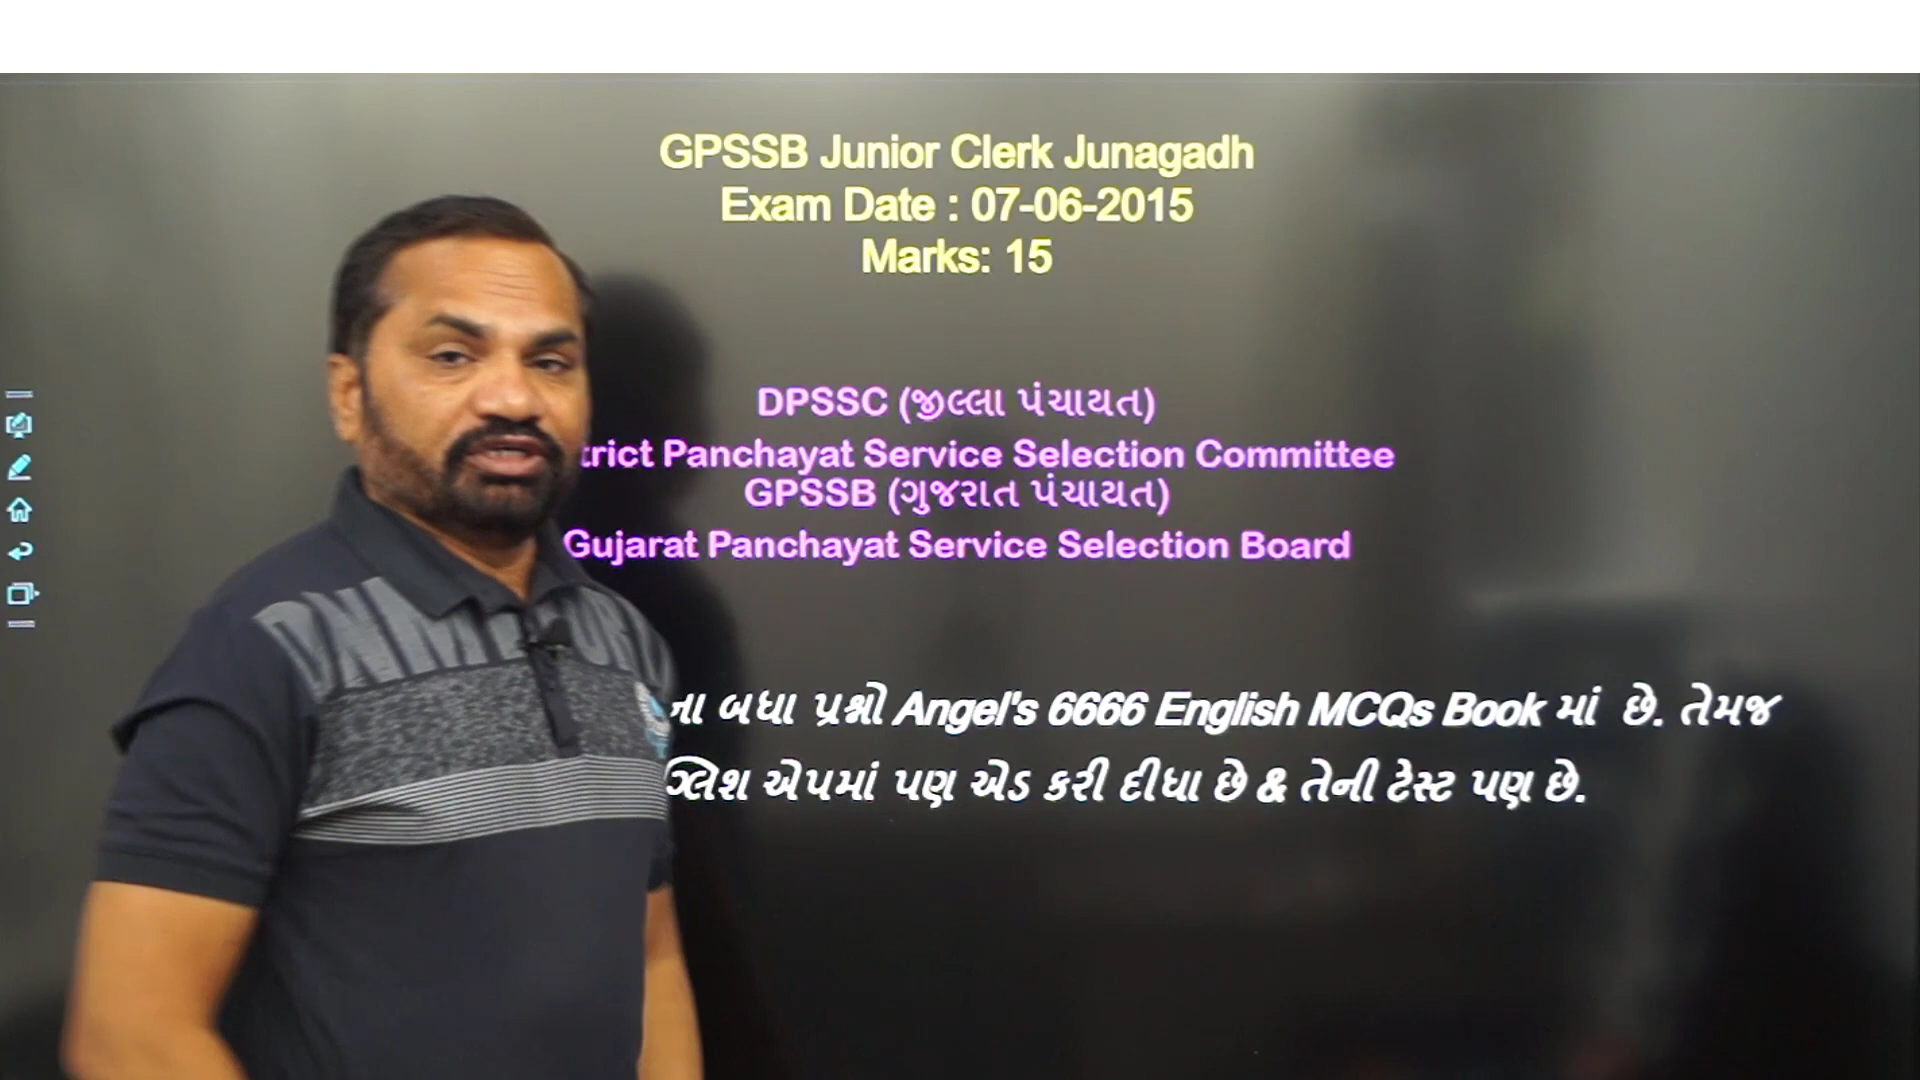 GPSSB Junior Clerk Junagadh
Exam Date : 07-06-2015
Marks: 15
DPSSC (જીલ્લા પંચાયત)
Panchayat Service Selection Committee
GPSSB (ગુજરાત પંચાયત)
Gujarat Panchayat Service Selection Board
બધા પ્રશ્નો Angel's 6666 English MCQs Book માં છે. તેમજ
એપમાં પણ એડ કરી દીધા છે & તેની ટેસ્ટ પણ છે.